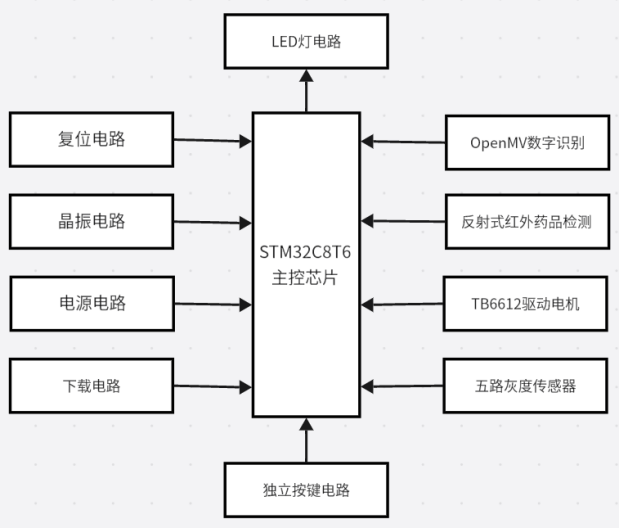 LED灯电路
复位电路
OpenMV数字识别
晶振电路
反射式红外药品检测
STM32C8T6
主控芯片
电源电路
TB6612驱动电机
下载电路
五路灰度传感器
独立按键电路